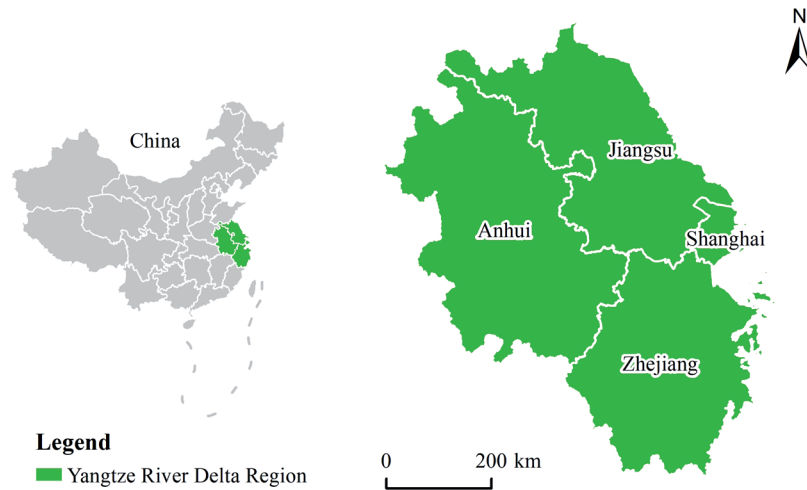 N
China
Jiangsu
Anhui
Shanghai
Zhejiang
Legend
Yangtze River Delta Region
0 200 km